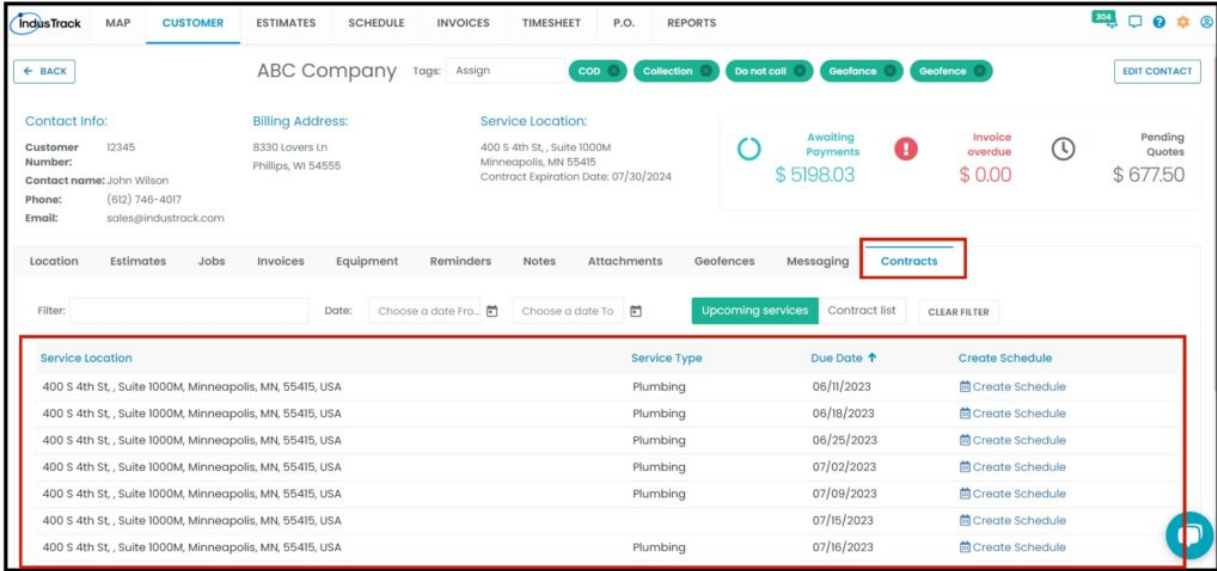 IndusTrack MAP CUSTOMER ESTIMATES SCHEDULE INVOICES TIMESHEET P.O. REPORTS 304
← BACK ABC Company Tags: Assign COD Collection Do not call Geofance Geofence EDIT CONTACT
Contact Info:
Customer Number: 12345
Contact name: John Wilson
Phone: (612) 746-4017
Email: sales@industrack.com
Billing Address:
8330 Lovers Ln
Phillips, WI 54555
Service Location:
400 S 4th St, , Suite 1000M
Minneapolis, MN 55415
Contract Expiration Date: 07/30/2024
Awaiting
Payments
$ 5198.03
Invoice
overdue
$ 0.00
Pending
Quotes
$ 677.50
Location Estimates Jobs Invoices Equipment Reminders Notes Attachments Geofences Messaging Contracts
Filter: Date: Choose a date Fro... Choose a date To Upcoming services Contract list CLEAR FILTER
Service Location Service Type Due Date ↑ Create Schedule
400 S 4th St, , Suite 1000M, Minneapolis, MN, 55415, USA Plumbing 06/11/2023 Create Schedule
400 S 4th St, , Suite 1000M, Minneapolis, MN, 55415, USA Plumbing 06/18/2023 Create Schedule
400 S 4th St, , Suite 1000M, Minneapolis, MN, 55415, USA Plumbing 06/25/2023 Create Schedule
400 S 4th St, , Suite 1000M, Minneapolis, MN, 55415, USA Plumbing 07/02/2023 Create Schedule
400 S 4th St, , Suite 1000M, Minneapolis, MN, 55415, USA Plumbing 07/09/2023 Create Schedule
400 S 4th St, , Suite 1000M, Minneapolis, MN, 55415, USA 07/15/2023 Create Schedule
400 S 4th St, , Suite 1000M, Minneapolis, MN, 55415, USA Plumbing 07/16/2023 Create Schedule